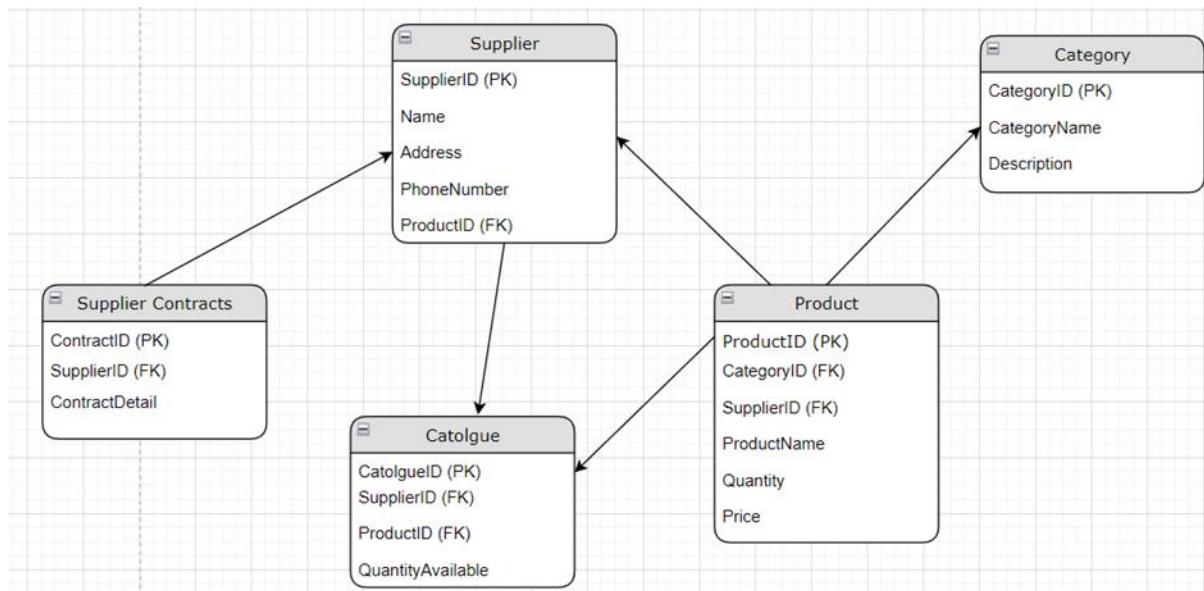 Supplier
SupplierID (PK)
Name
Address
PhoneNumber
ProductID (FK)
Category
CategoryID (PK)
CategoryName
Description
Supplier Contracts
ContractID (PK)
SupplierID (FK)
ContractDetail
Catolgue
CatolgueID (PK)
SupplierID (FK)
ProductID (FK)
QuantityAvailable
Product
ProductID (PK)
CategoryID (FK)
SupplierID (FK)
ProductName
Quantity
Price